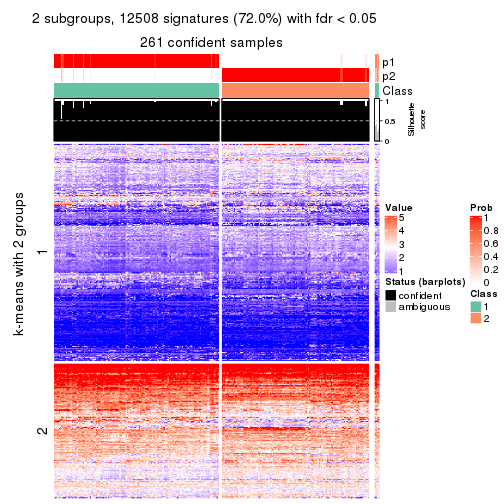 2 subgroups, 12508 signatures (72.0%) with fdr < 0.05
261 confident samples
p1
p2
Class
1
0.5
0
Silhouette
score
k-means with 2 groups
1
2
Value
5
4
3
2
1
Status (barplots)
confident
ambiguous
Prob
1
0.8
0.6
0.4
0.2
0
Class
1
2